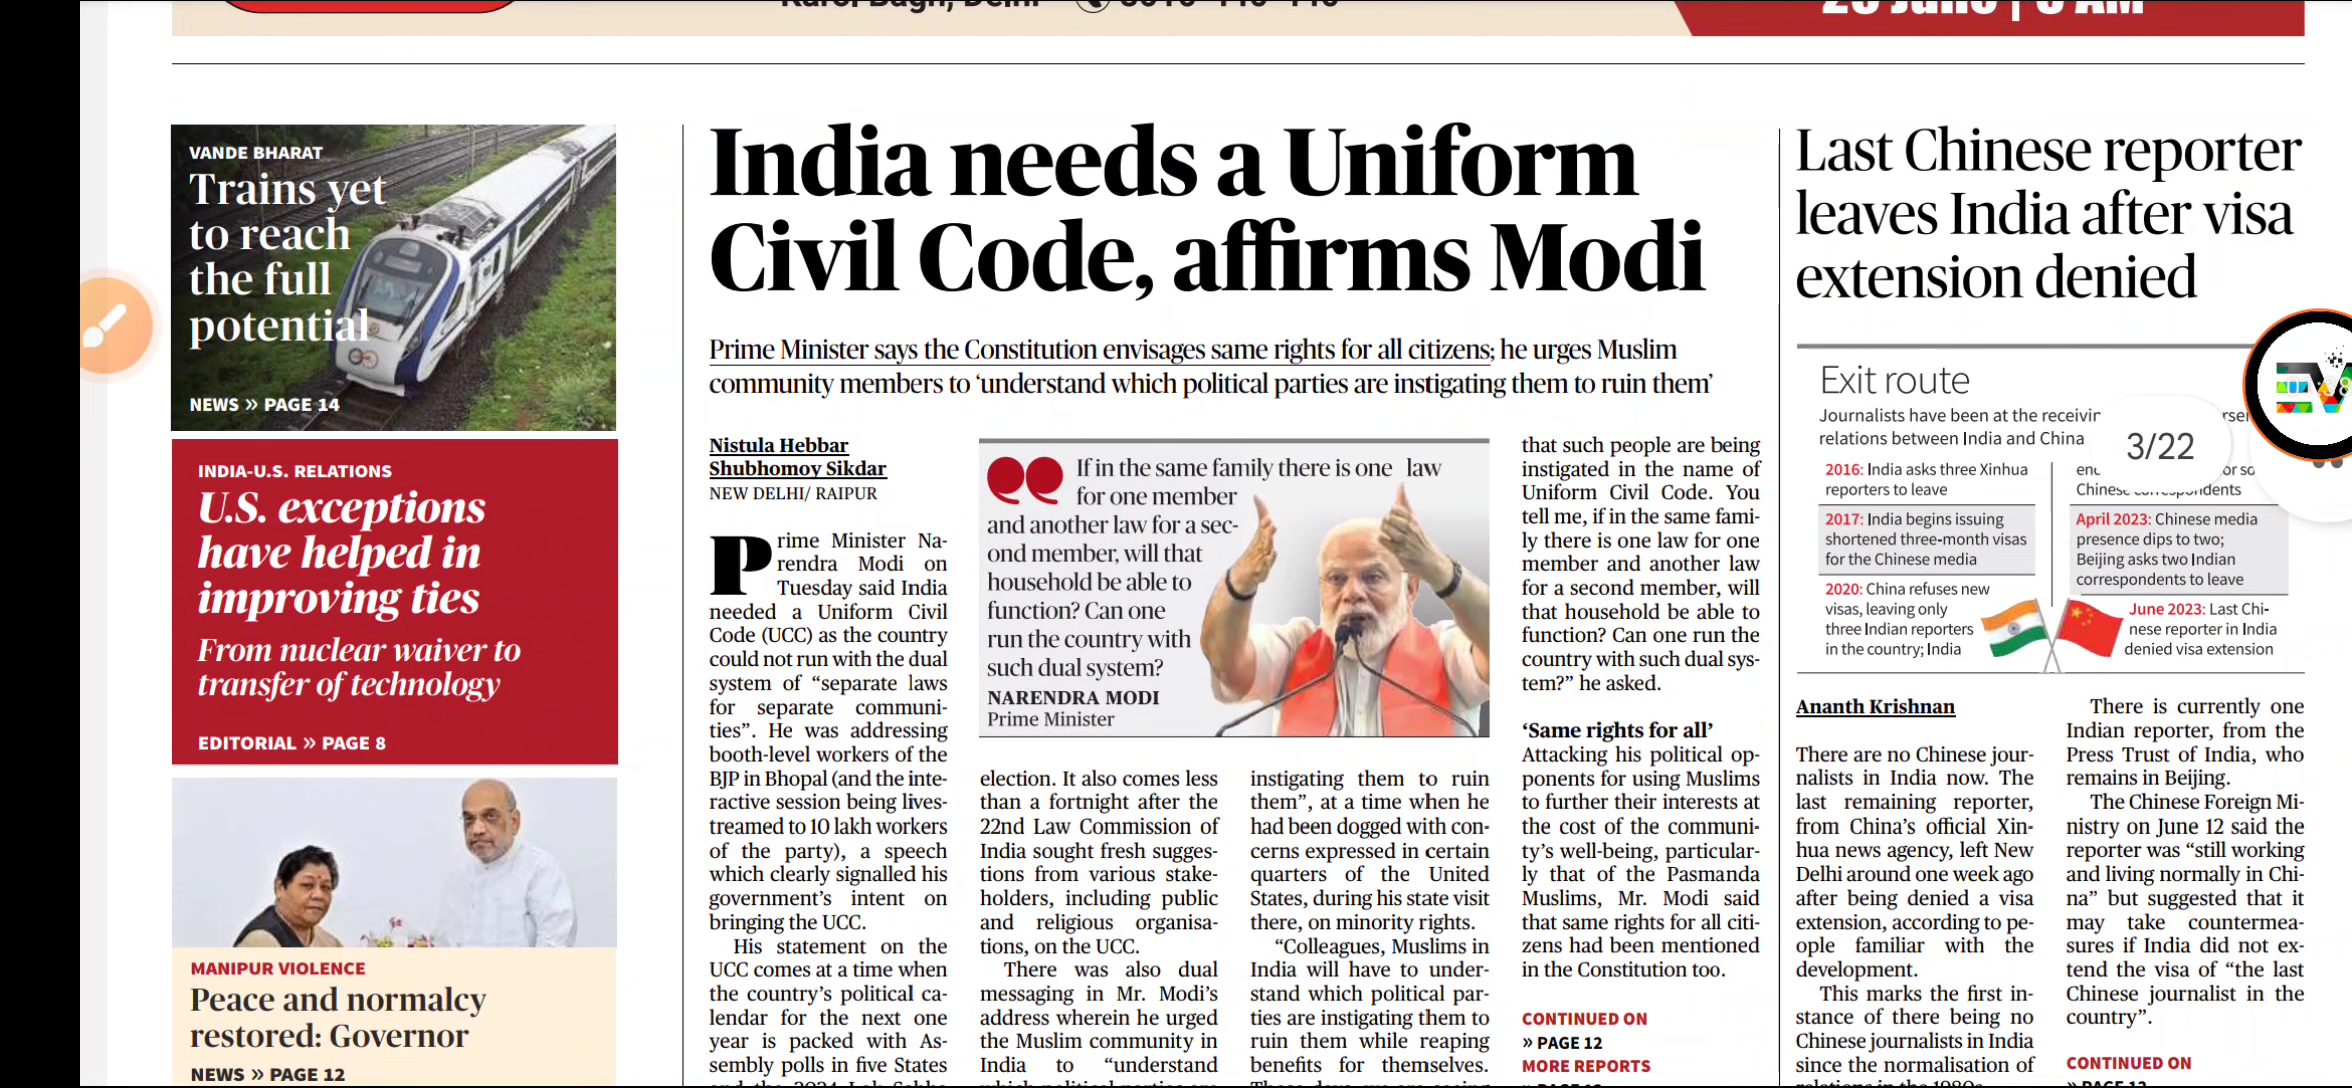 VANDE BHARAT
Trains yet
to reach
the full
potential
NEWS » PAGE 14
INDIA-U.S. RELATIONS
U.S. exceptions
have helped in
improving ties
From nuclear waiver to
transfer of technology
EDITORIAL » PAGE 8
MANIPUR VIOLENCE
Peace and normalcy
restored: Governor
NEWS » PAGE 12
India needs a Uniform
Civil Code, affirms Modi
Prime Minister says the Constitution envisages same rights for all citizens; he urges Muslim
community members to ‘understand which political parties are instigating them to ruin them’
Nistula Hebbar
Shubhomoy Sikdar
NEW DELHI/ RAIPUR
Prime Minister Na-
rendra Modi on
Tuesday said India
needed a Uniform Civil
Code (UCC) as the country
could not run with the dual
system of “separate laws
for separate communi-
ties”. He was addressing
booth-level workers of the
BJP in Bhopal (and the inte-
ractive session being lives-
treamed to 10 lakh workers
of the party), a speech
which clearly signalled his
government’s intent on
bringing the UCC.
His statement on the
UCC comes at a time when
the country’s political ca-
lendar for the next one
year is packed with As-
sembly polls in five States
If in the same family there is one law
for one member
and another law for a sec-
ond member, will that
household be able to
function? Can one
run the country with
such dual system?
NARENDRA MODI
Prime Minister
election. It also comes less
than a fortnight after the
22nd Law Commission of
India sought fresh sugges-
tions from various stake-
holders, including public
and religious organisa-
tions, on the UCC.
There was also dual
messaging in Mr. Modi’s
address wherein he urged
the Muslim community in
India to “understand
instigating them to ruin
them”, at a time when he
had been dogged with con-
cerns expressed in certain
quarters of the United
States, during his state visit
there, on minority rights.
“Colleagues, Muslims in
India will have to under-
stand which political par-
ties are instigating them to
ruin them while reaping
benefits for themselves.
that such people are being
instigated in the name of
Uniform Civil Code. You
tell me, if in the same fami-
ly there is one law for one
member and another law
for a second member, will
that household be able to
function? Can one run the
country with such dual sys-
tem?” he asked.
‘Same rights for all’
Attacking his political op-
ponents for using Muslims
to further their interests at
the cost of the communi-
ty’s well-being, particular-
ly that of the Pasmanda
Muslims, Mr. Modi said
that same rights for all citi-
zens had been mentioned
in the Constitution too.
CONTINUED ON
» PAGE 12
MORE REPORTS
Last Chinese reporter
leaves India after visa
extension denied
Exit route
Journalists have been at the
relations between India and China
3/22
2016: India asks three Xinhua
reporters to leave
2017: India begins issuing
shortened three-month visas
for the Chinese media
2020: China refuses new
visas, leaving only
three Indian reporters
in the country; India
Chinese
April 2023: Chinese media
presence dips to two;
Beijing asks two Indian
correspondents to leave
June 2023: Last Chi-
nese reporter in India
denied visa extension
Ananth Krishnan
There are no Chinese jour-
nalists in India now. The
last remaining reporter,
from China’s official Xin-
hua news agency, left New
Delhi around one week ago
after being denied a visa
extension, according to pe-
ople familiar with the
development.
This marks the first in-
stance of there being no
Chinese journalists in India
since the normalisation of
There is currently one
Indian reporter, from the
Press Trust of India, who
remains in Beijing.
The Chinese Foreign Mi-
nistry on June 12 said the
reporter was “still working
and living normally in Chi-
na” but suggested that it
may take countermea-
sures if India did not ex-
tend the visa of “the last
Chinese journalist in the
country”.
CONTINUED ON